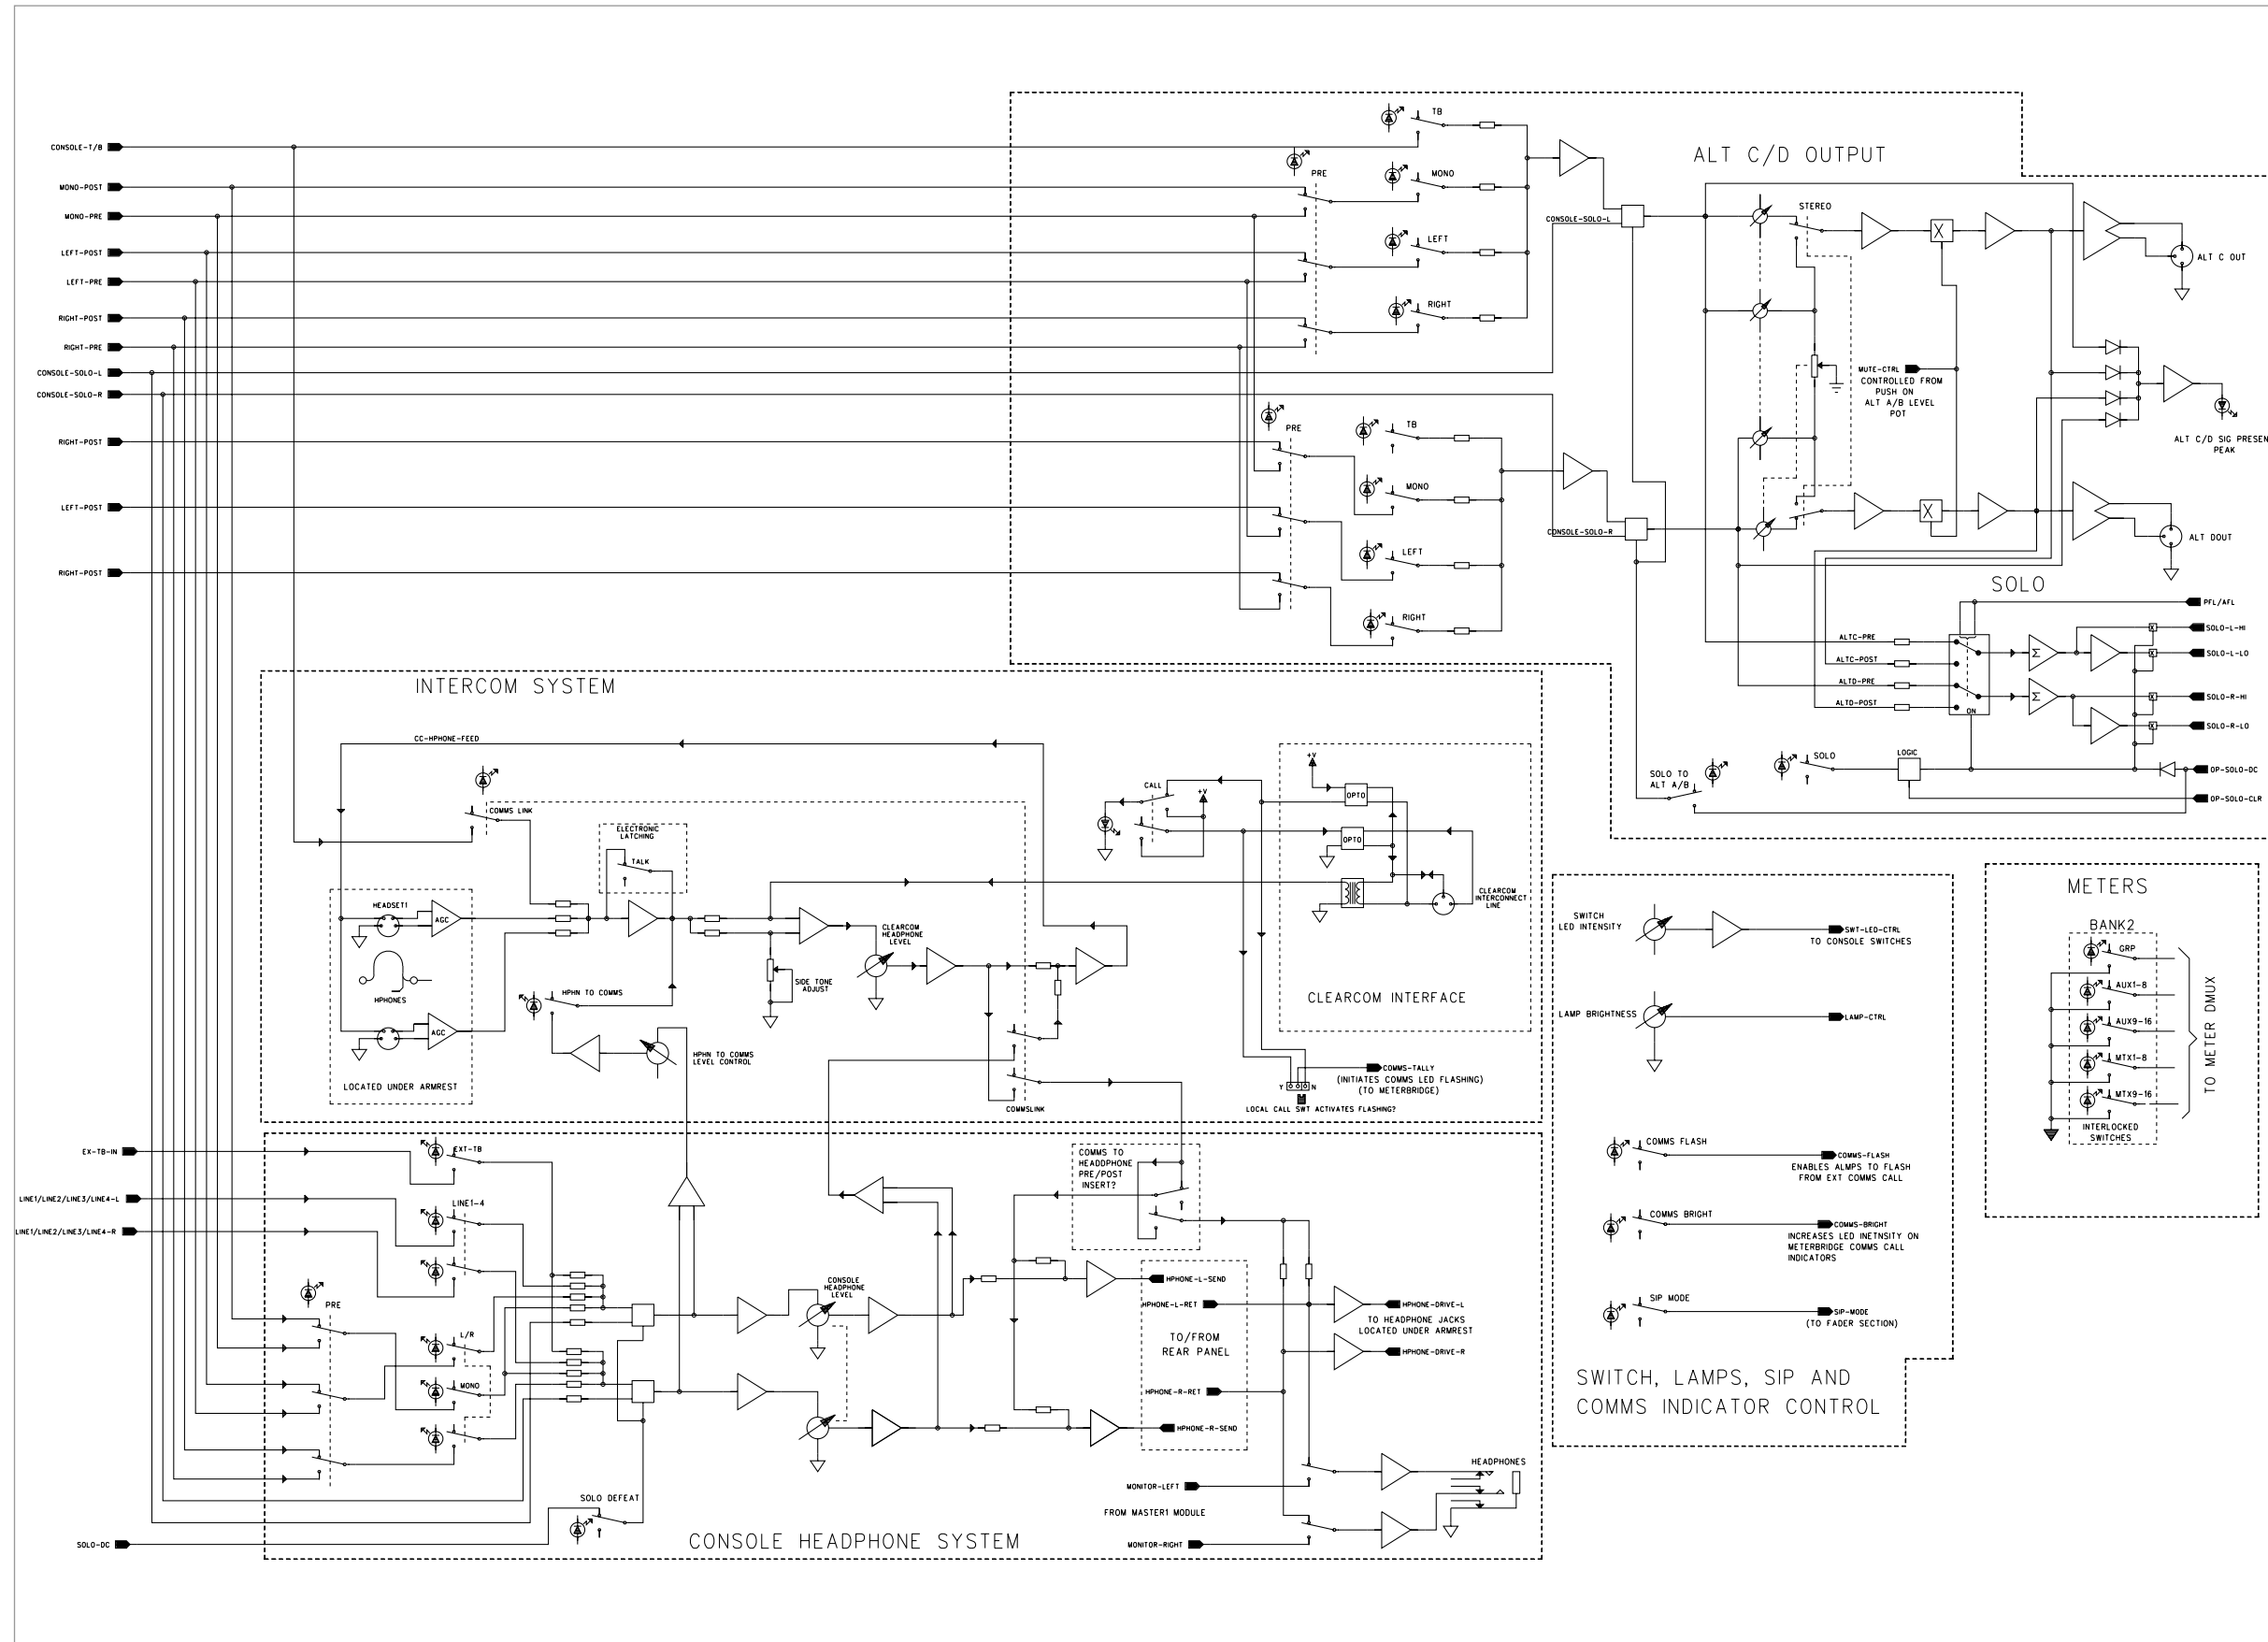 CONSOLE-T/B
MONO-POST
MONO-PRE
LEFT-POST
LEFT-PRE
RIGHT-POST
RIGHT-PRE
CONSOLE-SOLO-L
CONSOLE-SOLO-R
RIGHT-POST
LEFT-POST
RIGHT-POST
TB
PRE
MONO
LEFT
RIGHT
CONSOLE-SOLO-L
PRE
TB
MONO
LEFT
RIGHT
CONSOLE-SOLO-R
ALT C/D OUTPUT
STEREO
ALT C OUT
MUTE-CTRL
CONTROLLED FROM
PUSH ON
ALT A/B LEVEL
POT
ALT C/D SIG PRESEN
PEAK
ALT DOUT
SOLO
PFL/AFL
SOLO-L-HI
SOLO-L-LO
SOLO-R-HI
SOLO-R-LO
ALTC-PRE
ALTC-POST
ALTD-PRE
ALTD-POST
Σ
Σ
X
X
X
X
X
X
ON
LOGIC
SOLO
SOLO TO
ALT A/B
OP-SOLO-DC
OP-SOLO-CLR
INTERCOM SYSTEM
CC-HPHONE-FEED
COMMS LINK
ELECTRONIC
LATCHING
TALK
HEADSET1
AGC
HPHONES
AGC
LOCATED UNDER ARMREST
HPHN TO COMMS
HPHN TO COMMS
LEVEL CONTROL
SIDE TONE
ADJUST
CLEARCOM
HEADPHONE
LEVEL
COMMSLINK
CALL
+V
+V
OPTO
OPTO
CLEARCOM
INTERCONNECT
LINE
CLEARCOM INTERFACE
COMMS-TALLY
(INITIATES COMMS LED FLASHING)
(TO METERBRIDGE)
Y
N
LOCAL CALL SWT ACTIVATES FLASHING?
EX-TB-IN
LINE1/LINE2/LINE3/LINE4-L
LINE1/LINE2/LINE3/LINE4-R
SOLO-DC
EXT-TB
LINE1-4
PRE
L/R
MONO
SOLO DEFEAT
CONSOLE
HEADPHONE
LEVEL
COMMS TO
HEADDPHONE
PRE/POST
INSERT?
HPHONE-L-SEND
HPHONE-L-RET
TO/FROM
REAR PANEL
HPHONE-R-RET
HPHONE-R-SEND
HPHONE-DRIVE-L
TO HEADPHONE JACKS
LOCATED UNDER ARMREST
HPHONE-DRIVE-R
MONITOR-LEFT
FROM MASTER1 MODULE
MONITOR-RIGHT
HEADPHONES
CONSOLE HEADPHONE SYSTEM
SWITCH
LED INTENSITY
SWT-LED-CTRL
TO CONSOLE SWITCHES
LAMP BRIGHTNESS
LAMP-CTRL
COMMS FLASH
COMMS-FLASH
ENABLES ALMPS TO FLASH
FROM EXT COMMS CALL
COMMS BRIGHT
COMMS-BRIGHT
INCREASES LED INETNSITY ON
METERBRIDGE COMMS CALL
INDICATORS
SIP MODE
SIP-MODE
(TO FADER SECTION)
SWITCH, LAMPS, SIP AND
COMMS INDICATOR CONTROL
METERS
BANK2
GRP
AUX1-8
AUX9-16
MTX1-8
MTX9-16
INTERLOCKED
SWITCHES
TO METER DMUX